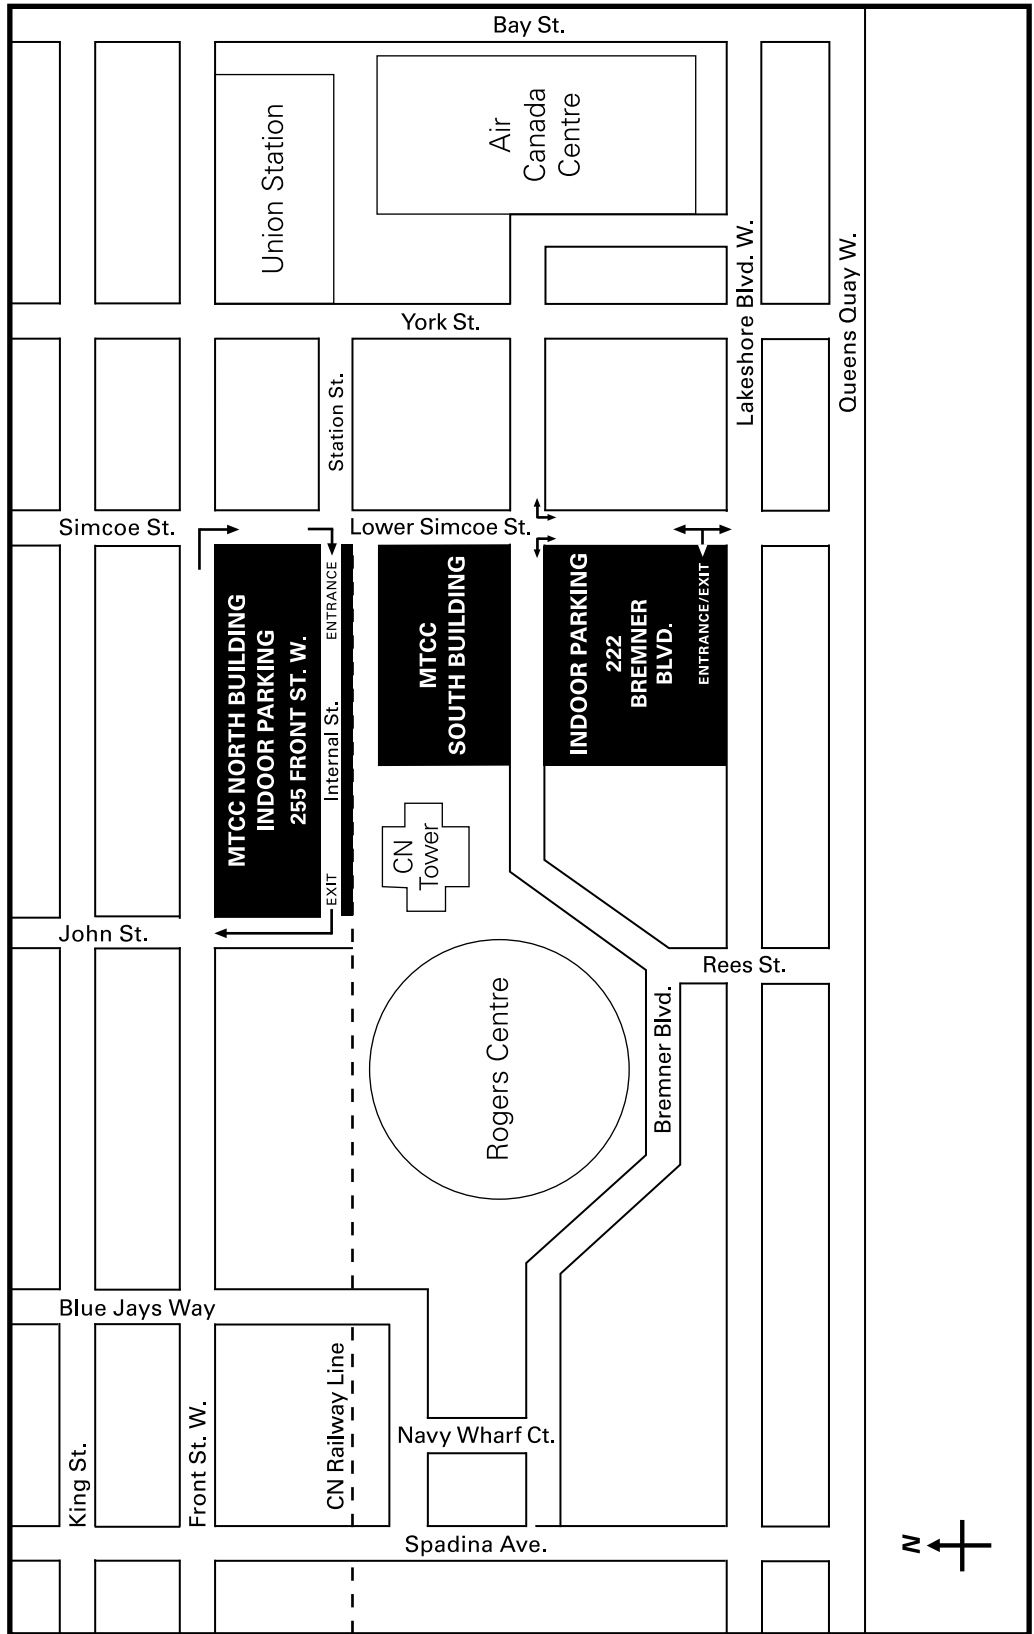 Bay St.
Union Station
Air
Canada
Centre
York St.
Station St.
Lakeshore Blvd. W.
Queens Quay W.
Simcoe St.
Lower Simcoe St.
MTCC NORTH BUILDING
INDOOR PARKING
255 FRONT ST. W.
ENTRANCE
Internal St.
EXIT
MTCC
SOUTH BUILDING
INDOOR PARKING
222
BREMNER
BLVD.
ENTRANCE/EXIT
CN
Tower
John St.
Rees St.
Rogers Centre
Bremner Blvd.
Blue Jays Way
King St.
Front St. W.
CN Railway Line
Navy Wharf Ct.
Spadina Ave.
N